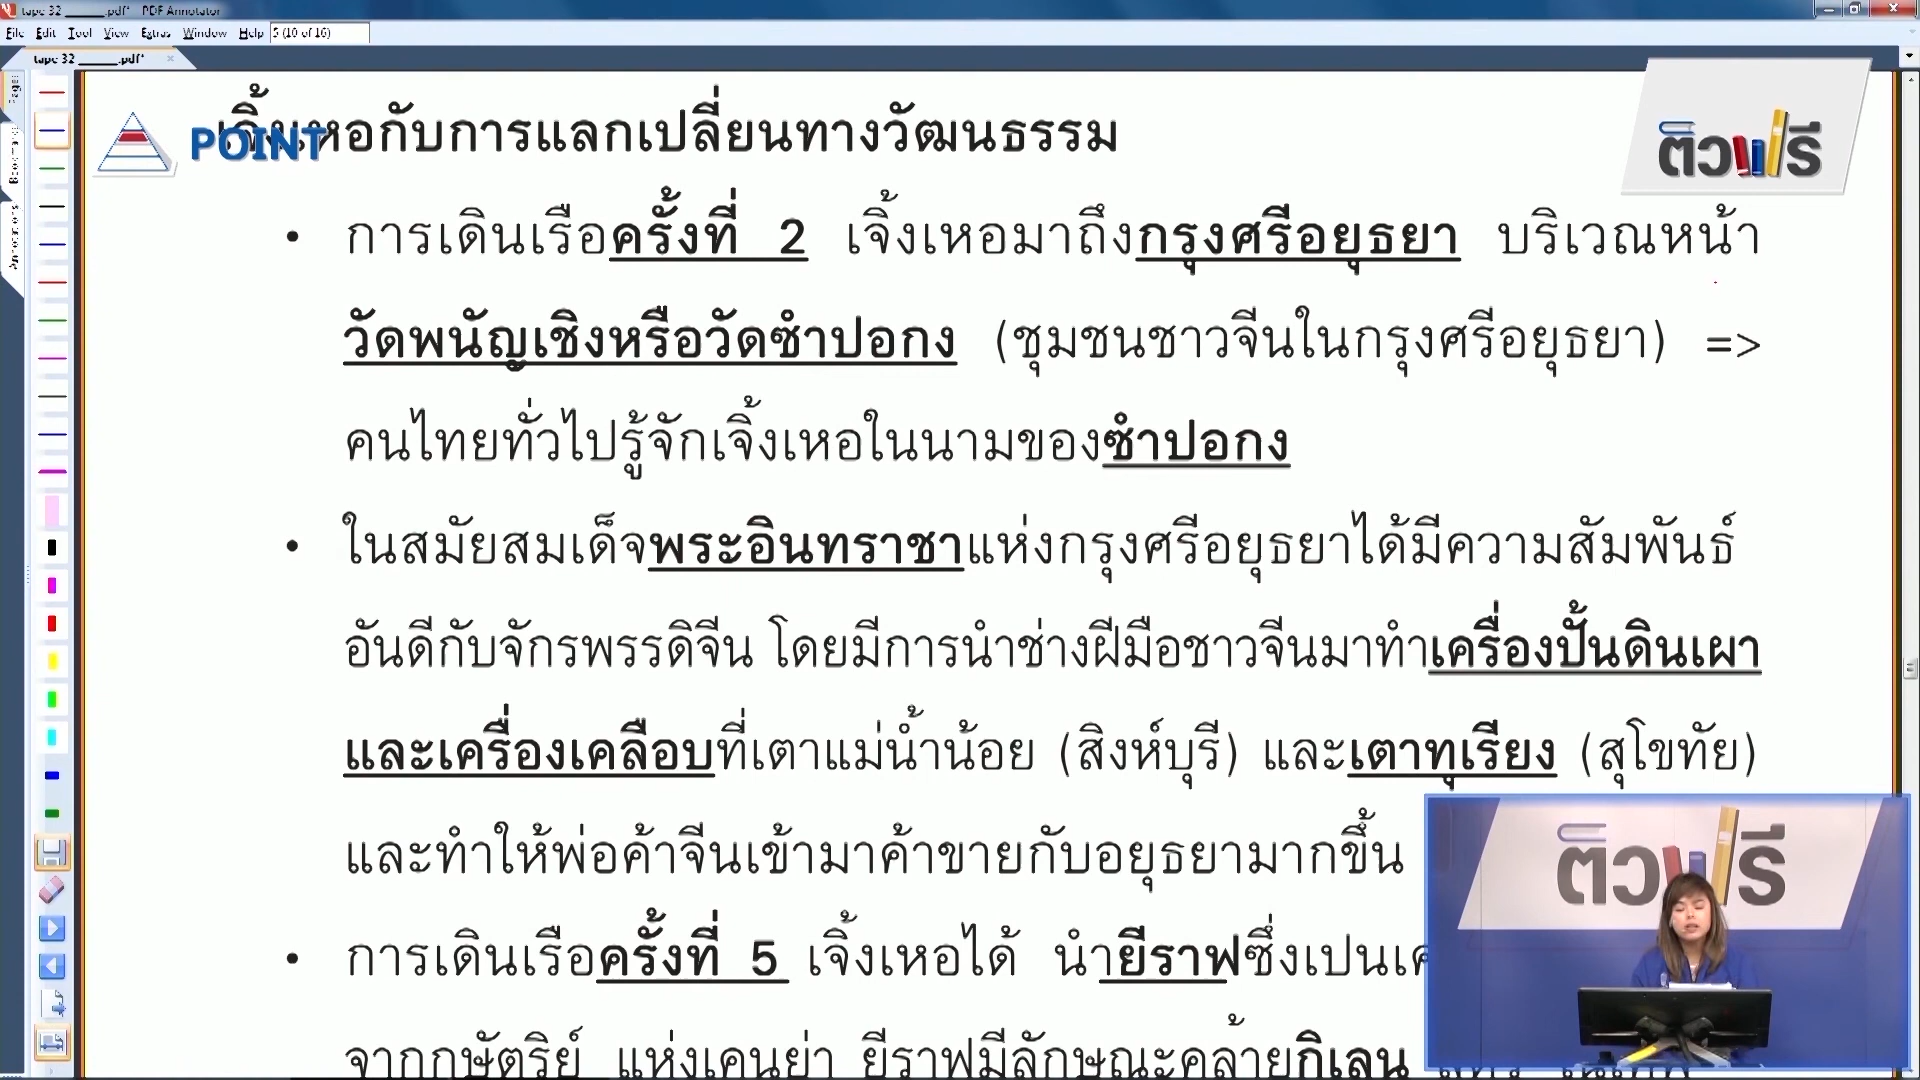 tape 32 ______.pdf* - PDF Annotator
File Edit Tool View Extras Window Help 5 (10 of 16)
tape 32 ______.pdf*
POINT
เจิ้งเหอกับการแลกเปลี่ยนทางวัฒนธรรม
ติวฟรี
• การเดินเรือครั้งที่ 2 เจิ้งเหอมาถึงกรุงศรีอยุธยา บริเวณหน้า
วัดพนัญเชิงหรือวัดซำปอกง (ชุมชนชาวจีนในกรุงศรีอยุธยา) =>
คนไทยทั่วไปรู้จักเจิ้งเหอในนามของซำปอกง
• ในสมัยสมเด็จพระอินทราชาแห่งกรุงศรีอยุธยาได้มีความสัมพันธ์
อันดีกับจักรพรรดิจีน โดยมีการนำช่างฝีมือชาวจีนมาทำเครื่องปั้นดินเผา
และเครื่องเคลือบที่เตาแม่น้ำน้อย (สิงห์บุรี) และเตาทุเรียง (สุโขทัย)
และทำให้พ่อค้าจีนเข้ามาค้าขายกับอยุธยามากขึ้น
• การเดินเรือครั้งที่ 5 เจิ้งเหอได้ นำยีราฟซึ่งเปน
จากกษัตริย์ แห่งเคนย่า ยีราฟมีลักษณะคล้ายกิเลน
ติวฟรี